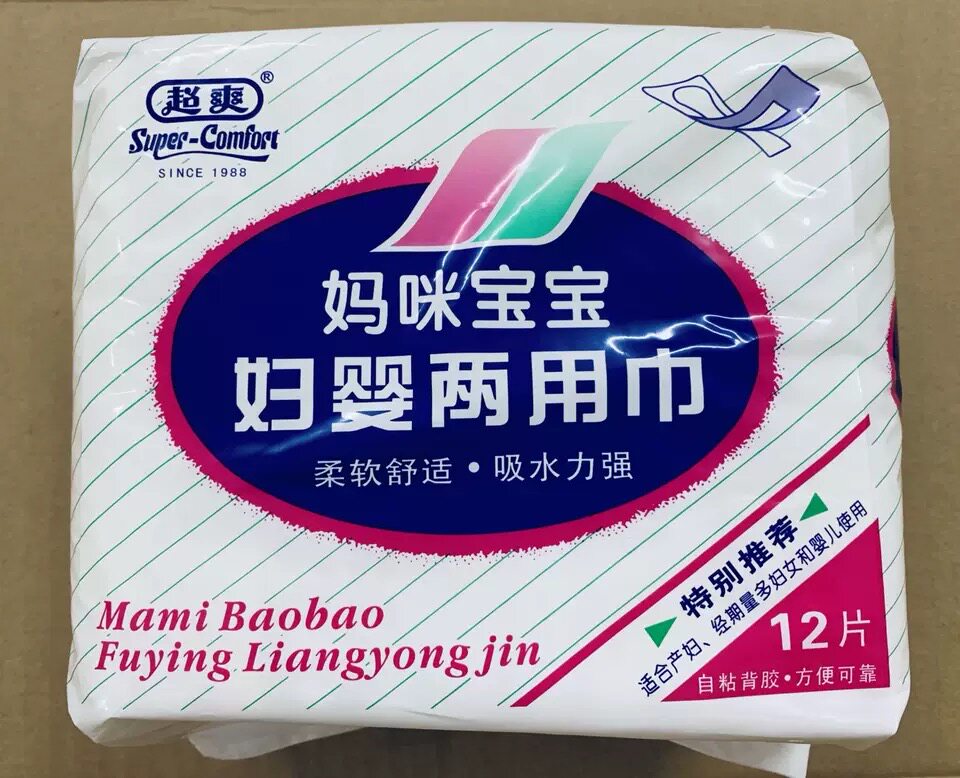 超爽®
Super-Comfort
SINCE 1988
妈咪宝宝
妇婴两用巾
柔软舒适·吸水力强
Mami Baobao
Fuying Liangyong jin
特别推荐
适合产妇、经期量多妇女和婴儿使用
12片
自粘背胶·方便可靠